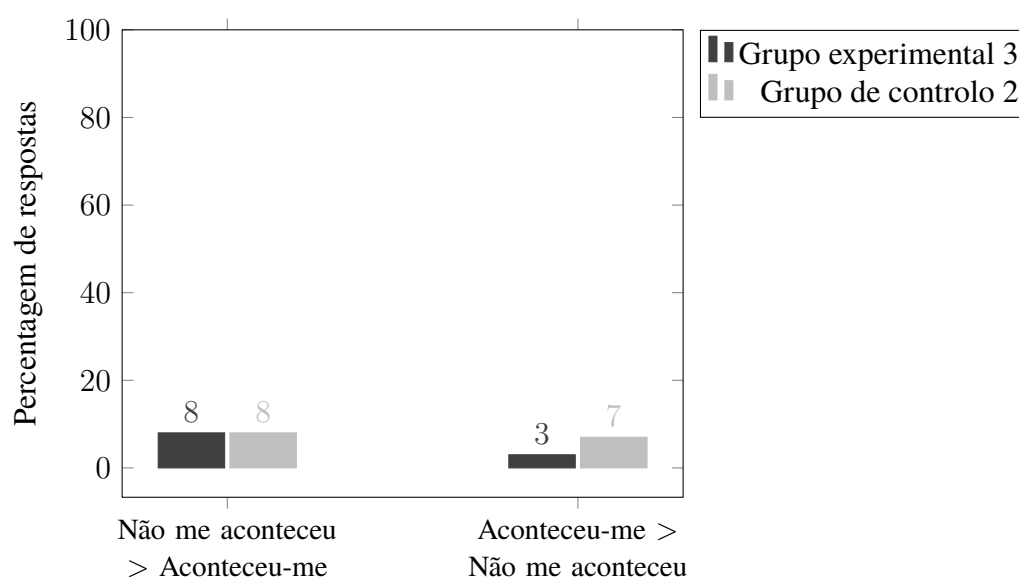 100
80
60
40
20
0
Percentagem de respostas
8
8
3
7
Não me aconteceu
> Aconteceu-me
Aconteceu-me >
Não me aconteceu
Grupo experimental 3
Grupo de controlo 2